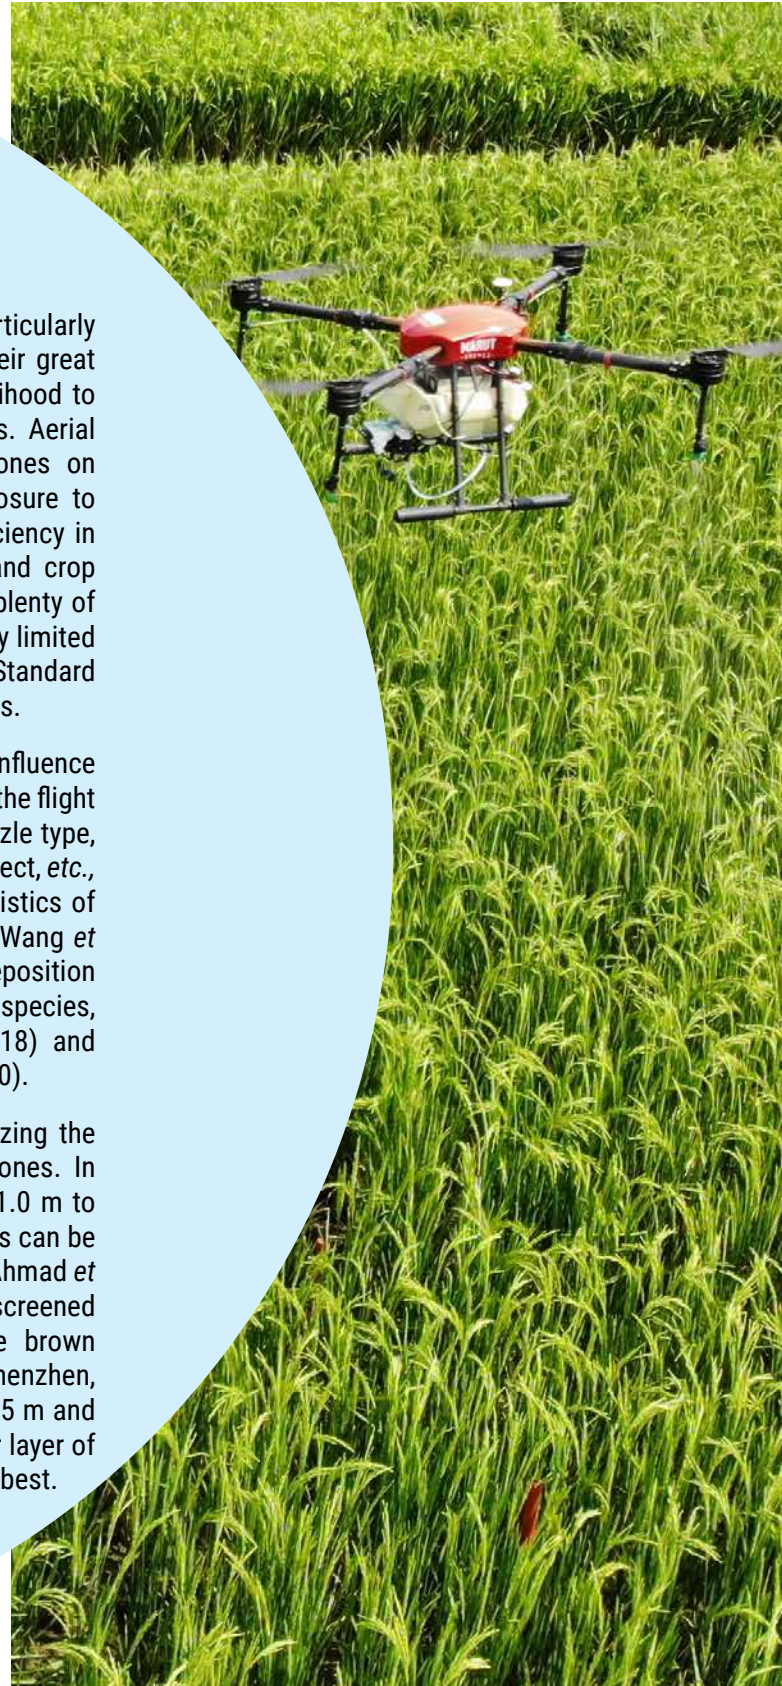 rticularly
eir great
ihood to
s. Aerial
ones on
osure to
ciency in
and crop
plenty of
y limited
Standard
s.
nfluence
the flight
zle type,
ect, etc.,
istics of
Wang et
eposition
species,
18) and
0).
zing the
ones. In
1.0 m to
s can be
Ahmad et
screened
e brown
henzhen,
5 m and
r layer of
best.
MARUT
DRONES